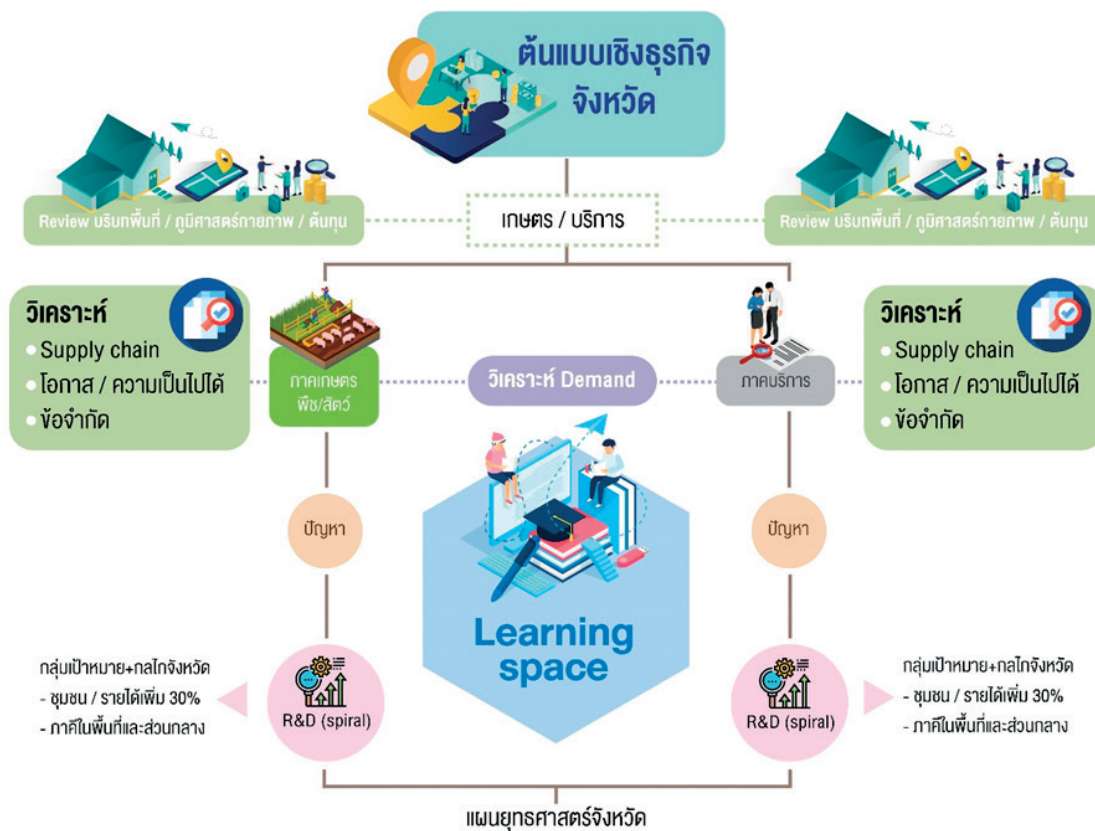 ต้นแบบเชิงธุรกิจ
จังหวัด
Review บริบทพื้นที่ / ภูมิศาสตร์กายภาพ / ต้นทุน
เกษตร / บริการ
Review บริบทพื้นที่ / ภูมิศาสตร์กายภาพ / ต้นทุน
วิเคราะห์
• Supply chain
• โอกาส / ความเป็นไปได้
• ข้อจำกัด
ภาคเกษตร
พืช/สัตว์
วิเคราะห์ Demand
ภาคบริการ
วิเคราะห์
• Supply chain
• โอกาส / ความเป็นไปได้
• ข้อจำกัด
ปัญหา
ปัญหา
Learning
space
กลุ่มเป้าหมาย+กลไกจังหวัด
- ชุมชน / รายได้เพิ่ม 30%
- ภาคีในพื้นที่และส่วนกลาง
R&D (spiral)
R&D (spiral)
กลุ่มเป้าหมาย+กลไกจังหวัด
- ชุมชน / รายได้เพิ่ม 30%
- ภาคีในพื้นที่และส่วนกลาง
แผนยุทธศาสตร์จังหวัด